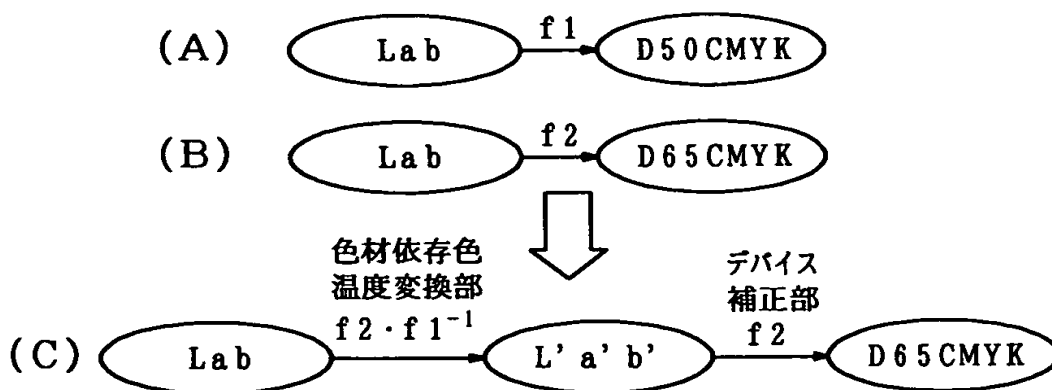 (A) Lab f1 D50CMYK
(B) Lab f2 D65CMYK
色材依存色
温度変換部
f2・f1⁻¹
デバイス
補正部
f2
(C) Lab L'a'b' D65CMYK